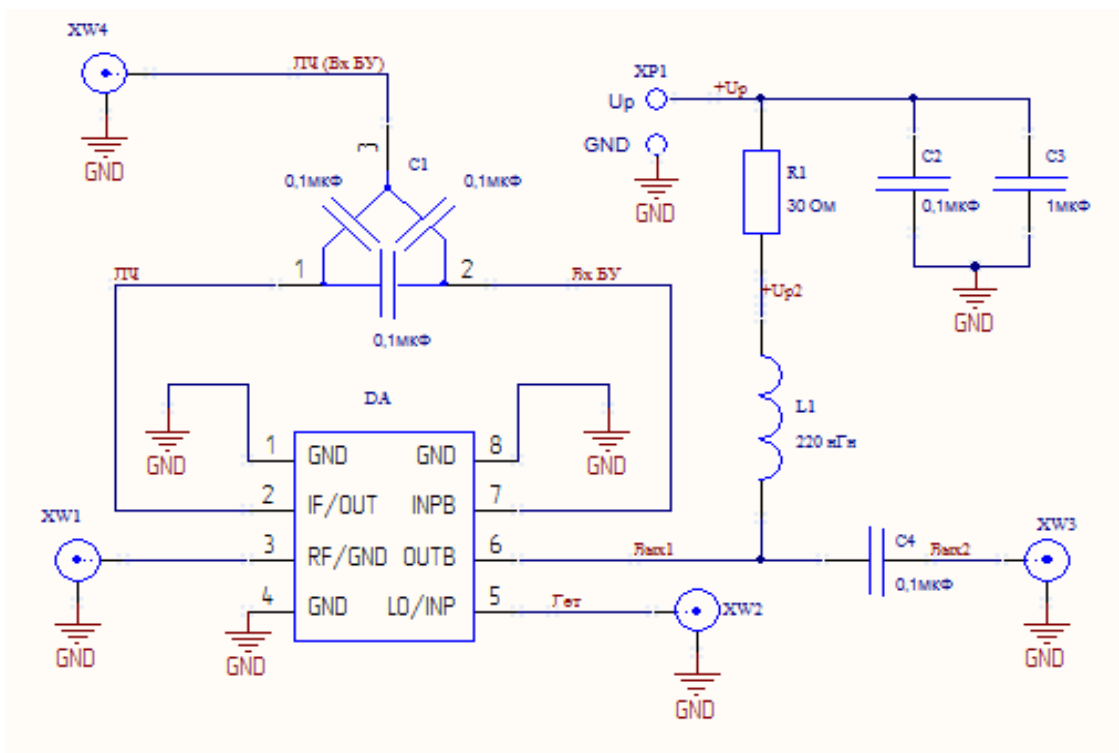 XW4
ЛЧ (Вх БУ)
GND
3
C1
0,1мкФ
0,1мкФ
XP1
Up
+Up
GND
GND
R1
30 Ом
C2
0,1мкФ
C3
1мкФ
GND
ЛЧ
1
2
Вх БУ
0,1мкФ
+Up2
L1
220 нГн
DA
GND
GND
1
GND
GND
8
2
IF/OUT
INPB
7
XW1
3
RF/GND
OUTB
6
Вых1
C4
0,1мкФ
Вых2
XW3
4
GND
LO/INP
5
Гет
XW2
GND
GND
GND
GND